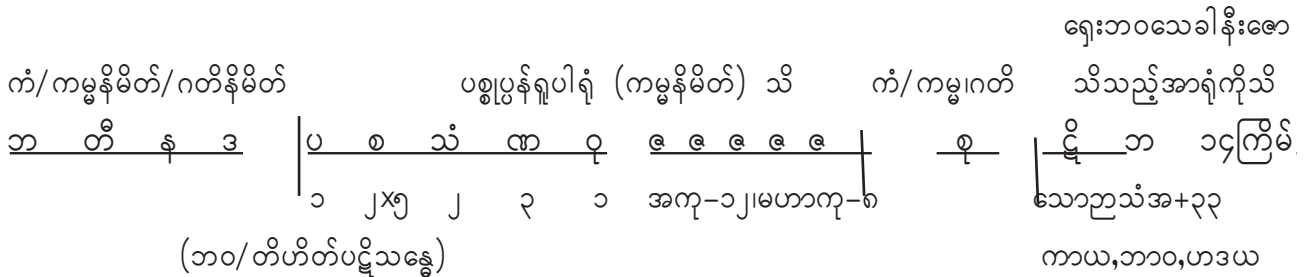 ရှေးဘဝသေခါနီးဇော
ကံ/ကမ္မနိမိတ်/ဂတိနိမိတ် ပစ္စုပ္ပန်ရူပါရုံ (ကမ္မနိမိတ်) သိ ကံ/ကမ္မ၊ဂတိ သိသည့်အာရုံကိုသိ
ဘ တီ န ဒ ပ စ သံ ဏ ဝု ဇ ဇ ဇ ဇ ဇ စု ဋိ ဘ ၁၄ကြိမ်
၁ ၂x၅ ၂ ၃ ၁ အကု-၁၂၊မဟာကု-၈ သောဉာသံအ+၃၃
(ဘဝ/တိဟိတ်ပဋိသန္ဓေ) ကာယ,ဘာဝ,ဟဒယ